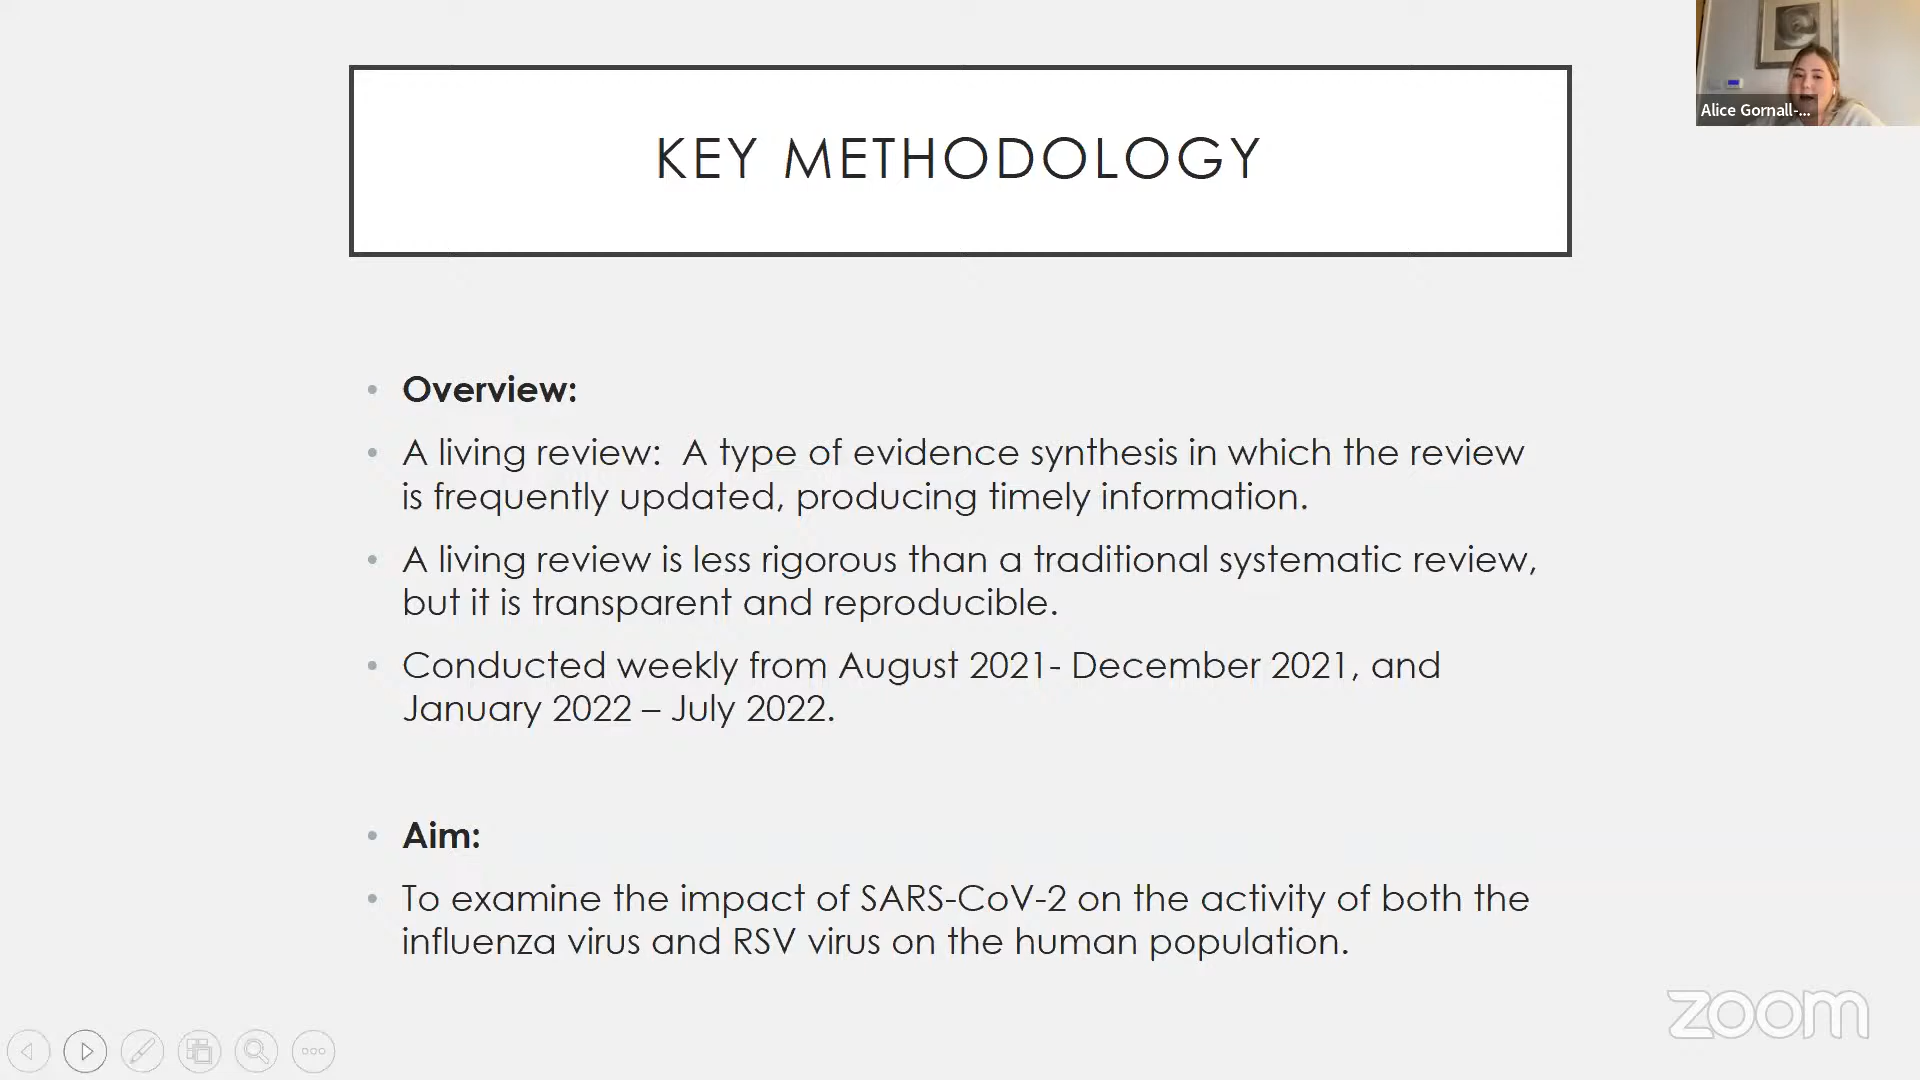 KEY METHODOLOGY
Alice Gornall-...
• Overview:
• A living review:  A type of evidence synthesis in which the review
is frequently updated, producing timely information.
• A living review is less rigorous than a traditional systematic review,
but it is transparent and reproducible.
• Conducted weekly from August 2021- December 2021, and
January 2022 – July 2022.
• Aim:
• To examine the impact of SARS-CoV-2 on the activity of both the
influenza virus and RSV virus on the human population.
zoom